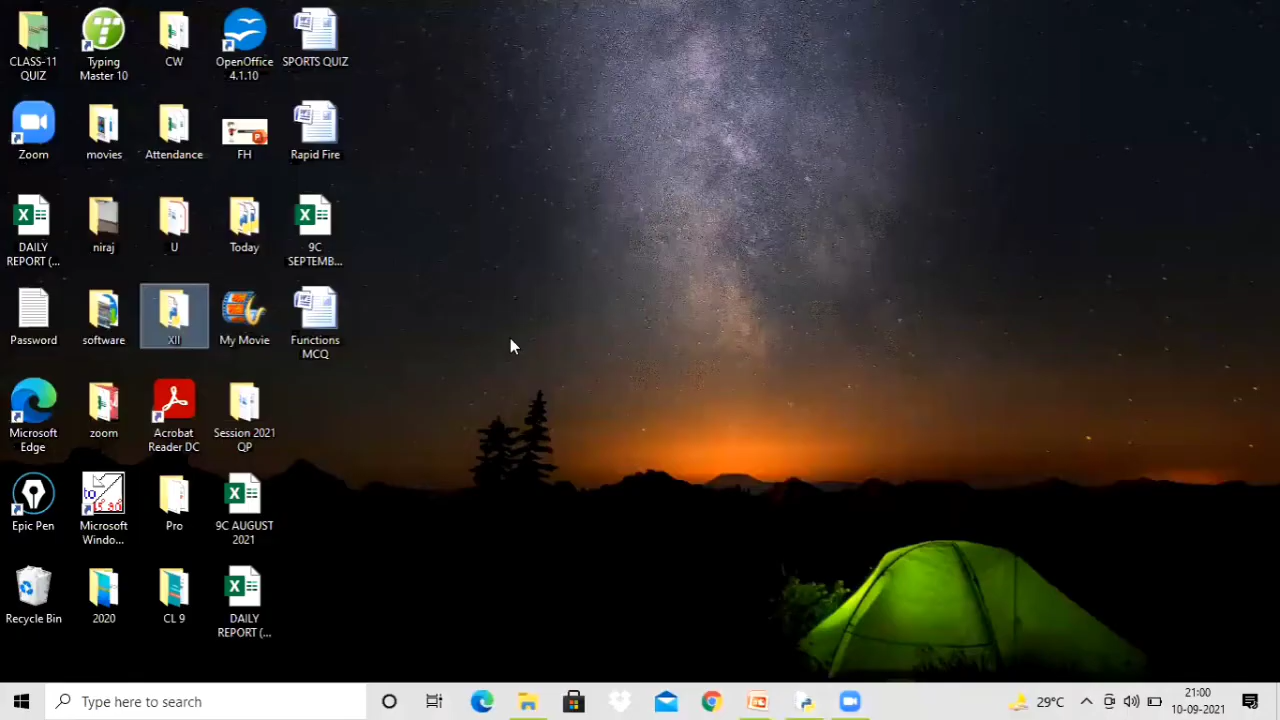 CLASS-11
QUIZ
Typing
Master 10
CW
OpenOffice
4.1.10
SPORTS QUIZ
Zoom
movies
Attendance
FH
Rapid Fire
DAILY
REPORT (...
niraj
U
Today
9C
SEPTEMB...
Password
software
XII
My Movie
Functions
MCQ
Microsoft
Edge
zoom
Acrobat
Reader DC
Session 2021
QP
Epic Pen
Microsoft
Windo...
Pro
9C AUGUST
2021
Recycle Bin
2020
CL 9
DAILY
REPORT (...
Type here to search
29°C
21:00
10-09-2021